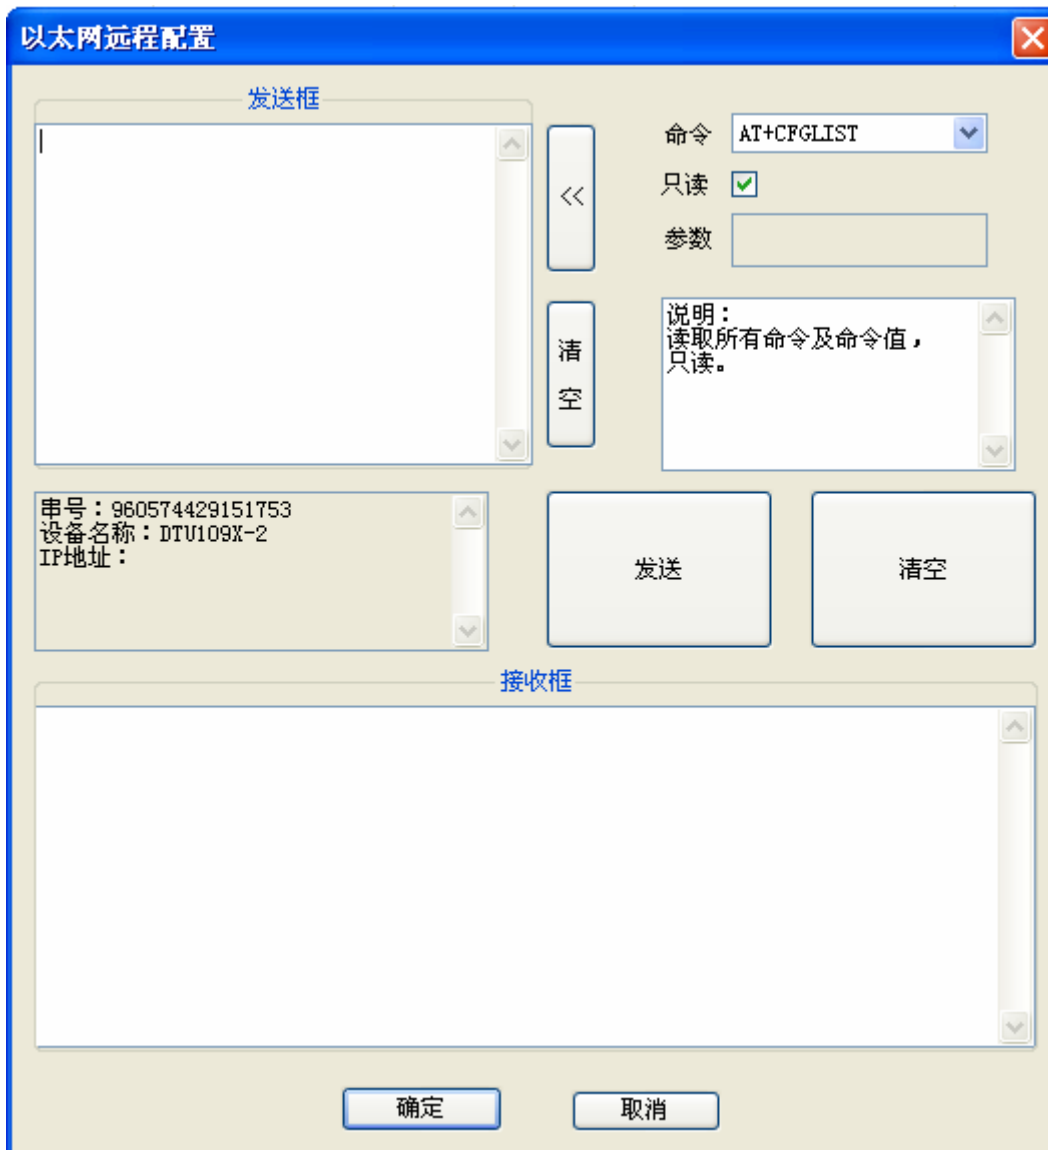 以太网远程配置
发送框
<<
命令 AT+CFGLIST
只读
参数
清
空
说明：
读取所有命令及命令值，
只读。
串号：960574429151753
设备名称：DTU109X-2
IP地址：
发送
清空
接收框
确定
取消